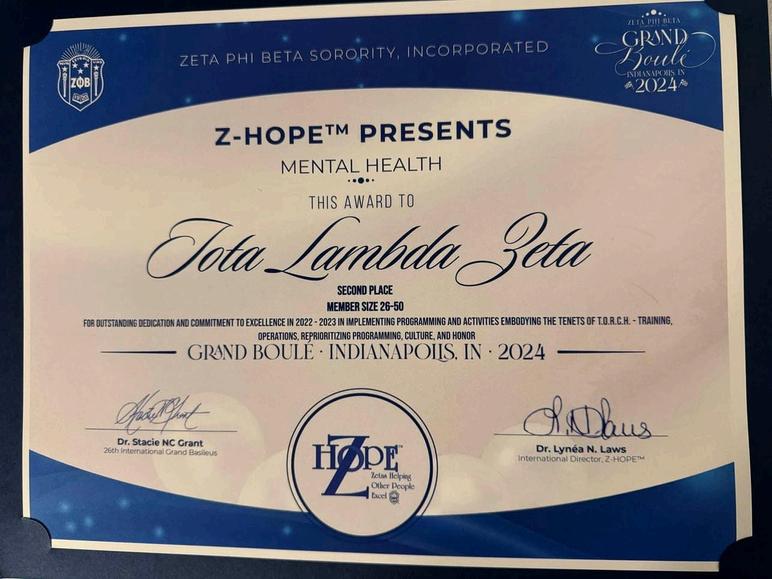 ZETA PHI BETA SORORITY, INCORPORATED
ZΦB
ZETA PHI BETA
GRAND
Boulé
INDIANAPOLIS, IN
2024
Z-HOPE™ PRESENTS
MENTAL HEALTH
THIS AWARD TO
Iota Lambda Zeta
SECOND PLACE
MEMBER SIZE 26-50
FOR OUTSTANDING DEDICATION AND COMMITMENT TO EXCELLENCE IN 2022 - 2023 IN IMPLEMENTING PROGRAMMING AND ACTIVITIES EMBODYING THE TENETS OF T.O.R.C.H. - TRAINING,
OPERATIONS, REPRIORITIZING PROGRAMMING, CULTURE, AND HONOR
GRAND BOULÉ · INDIANAPOLIS, IN · 2024
Dr. Stacie NC Grant
26th International Grand Basileus
Z HOPE™
Zetas Helping
Other People
Excel
Dr. Lynéa N. Laws
International Director, Z-HOPE™